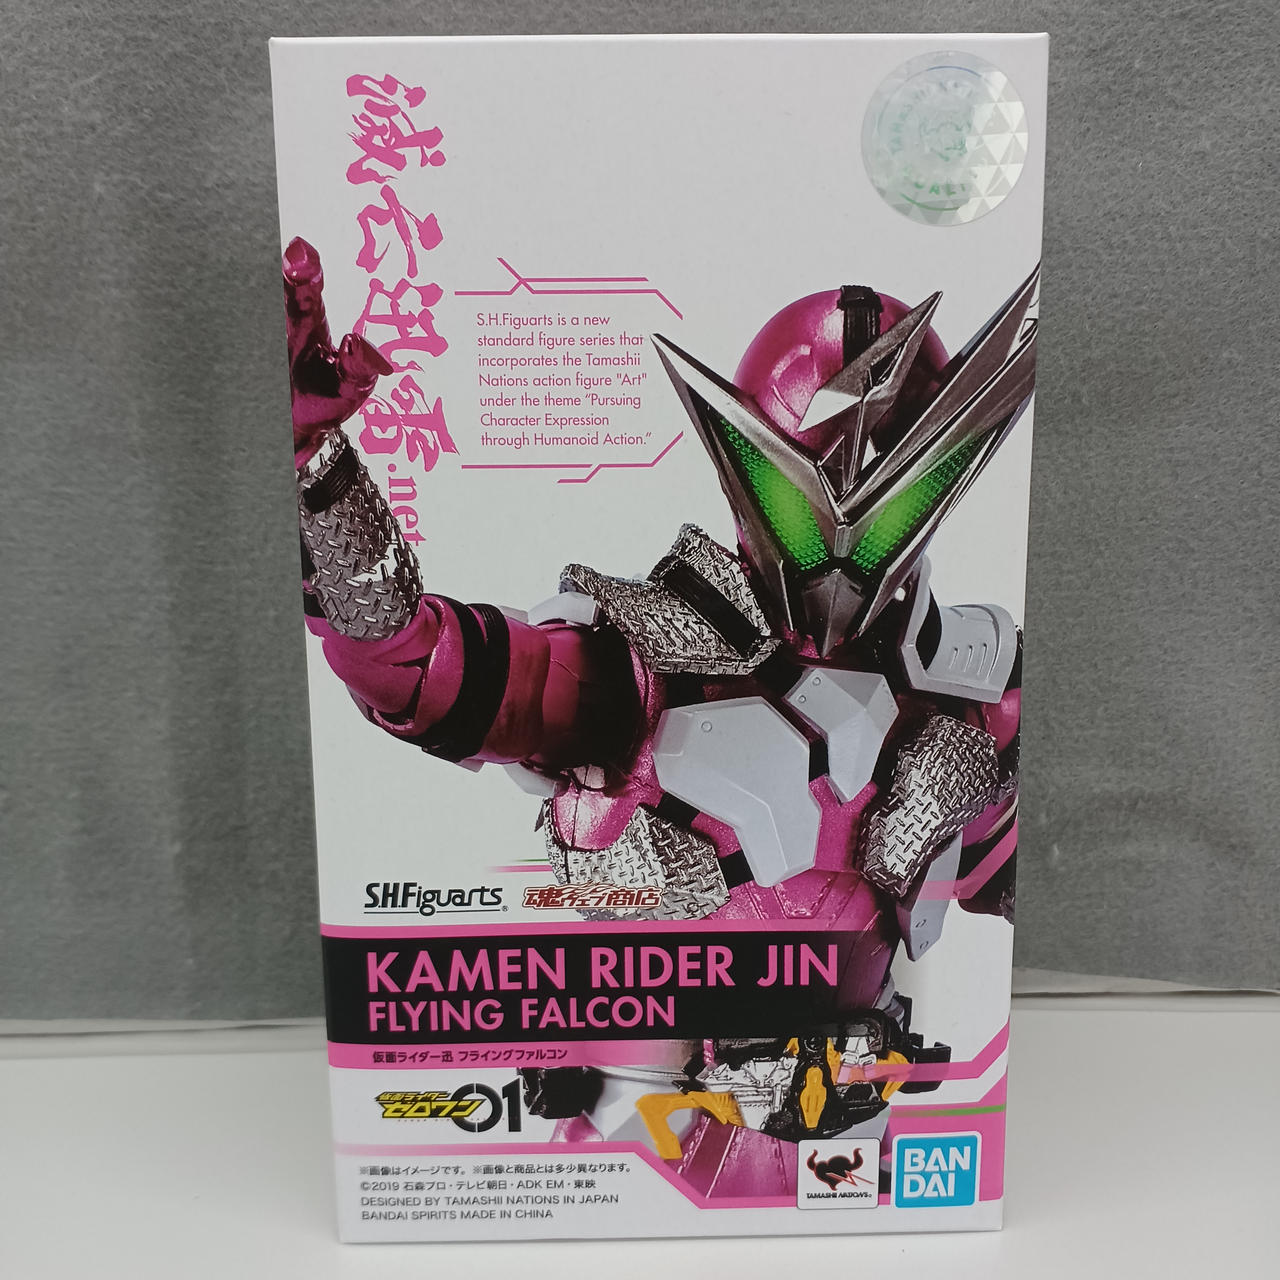 滅亡迅雷.net
TAMASHII NATIONS
QUALITY
S.H.Figuarts is a new
standard figure series that
incorporates the Tamashii
Nations action figure "Art"
under the theme “Pursuing
Character Expression
through Humanoid Action.”
S.H.Figuarts®
魂ウェブ商店
KAMEN RIDER JIN
FLYING FALCON
仮面ライダー迅 フライングファルコン
仮面ライダー
ゼロワン 01
※画像はイメージです。※画像と商品とは多少異なります。
©2019 石森プロ・テレビ朝日・ADK EM・東映
DESIGNED BY TAMASHII NATIONS IN JAPAN
BANDAI SPIRITS MADE IN CHINA
TAMASHII NATIONS®
BAN
DAI